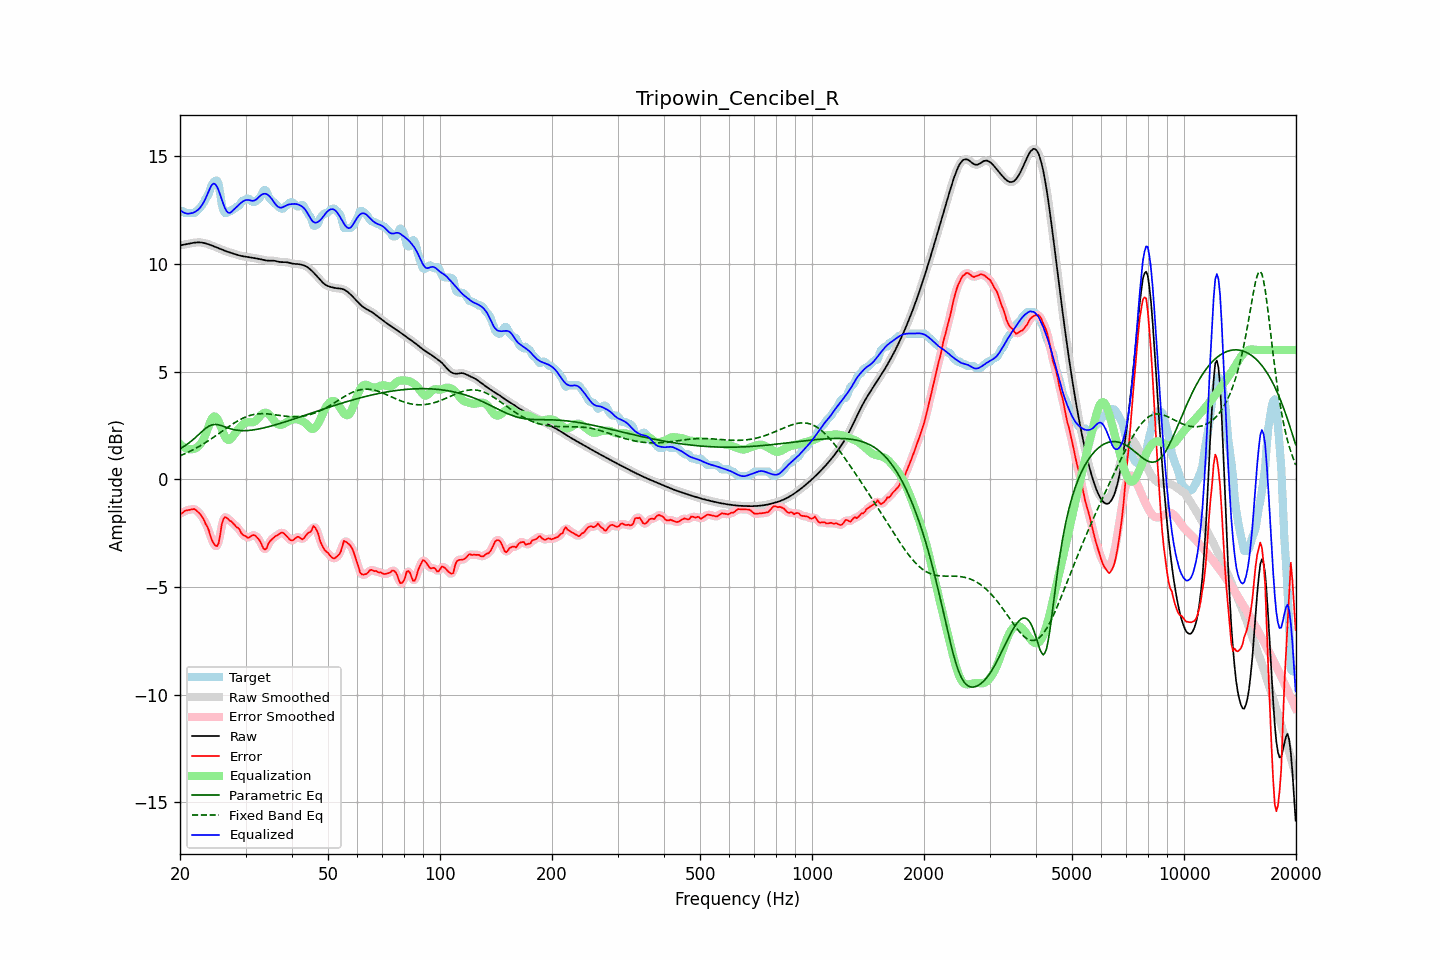 Tripowin_Cencibel_R
Amplitude (dBr)
15
10
5
0
−5
−10
−15
Target
Raw Smoothed
Error Smoothed
Raw
Error
Equalization
Parametric Eq
Fixed Band Eq
Equalized
20 50 100 200 500 1000 2000 5000 10000 20000
Frequency (Hz)